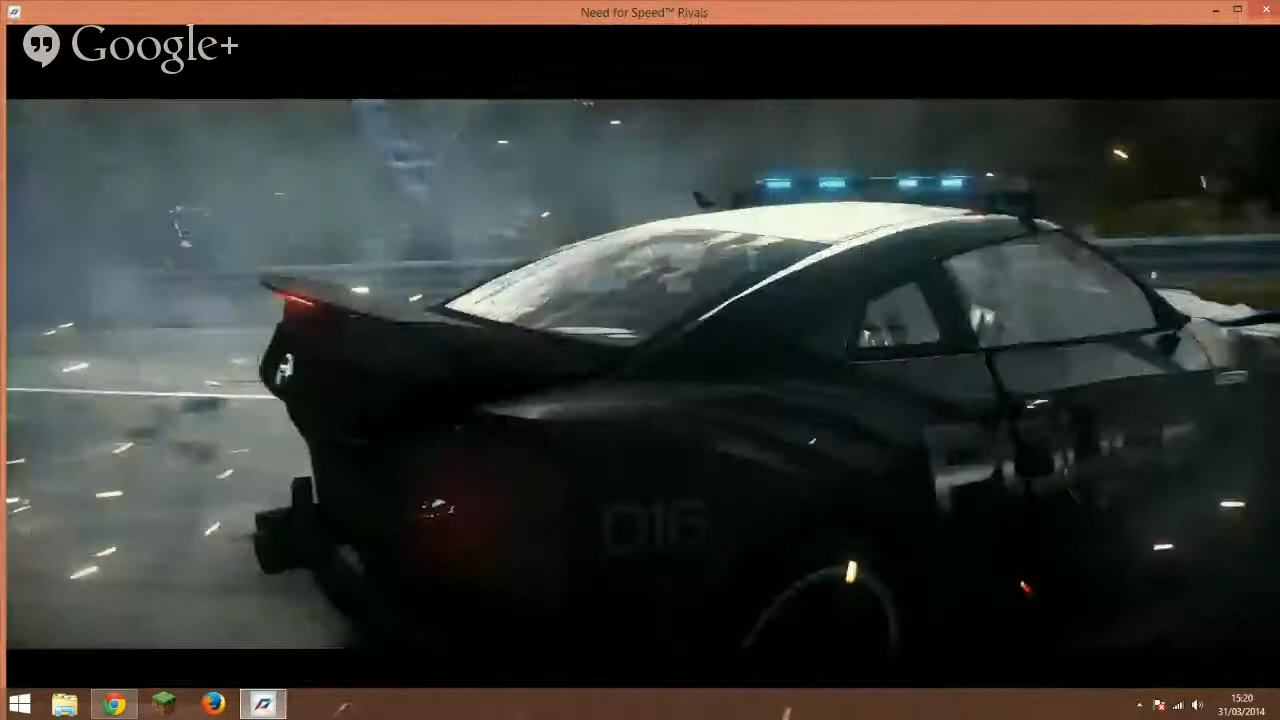 Need for Speed™ Rivals
Google+
016
15:20
31/03/2014